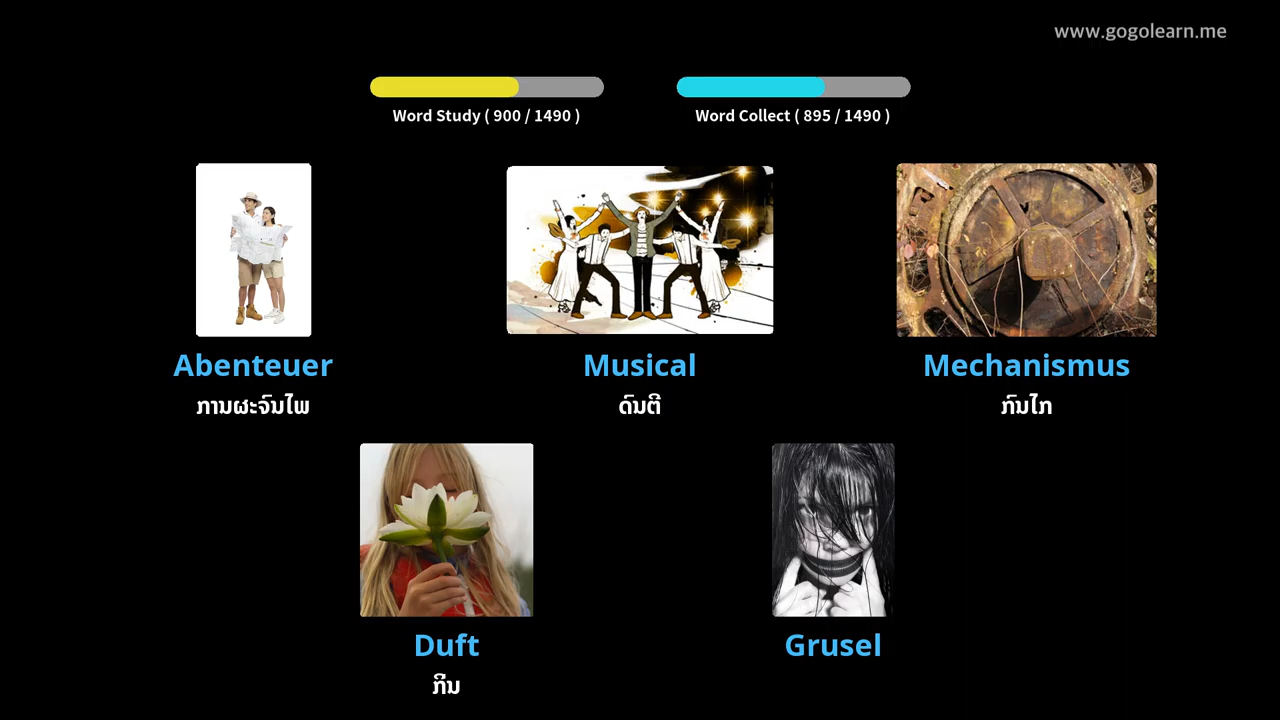 www.gogolearn.me
Word Study ( 900 / 1490 )
Word Collect ( 895 / 1490 )
Abenteuer
ການຜະຈົນໄພ
Musical
ດົນຕີ
Mechanismus
ກົນໄກ
Duft
ກິນ
Grusel